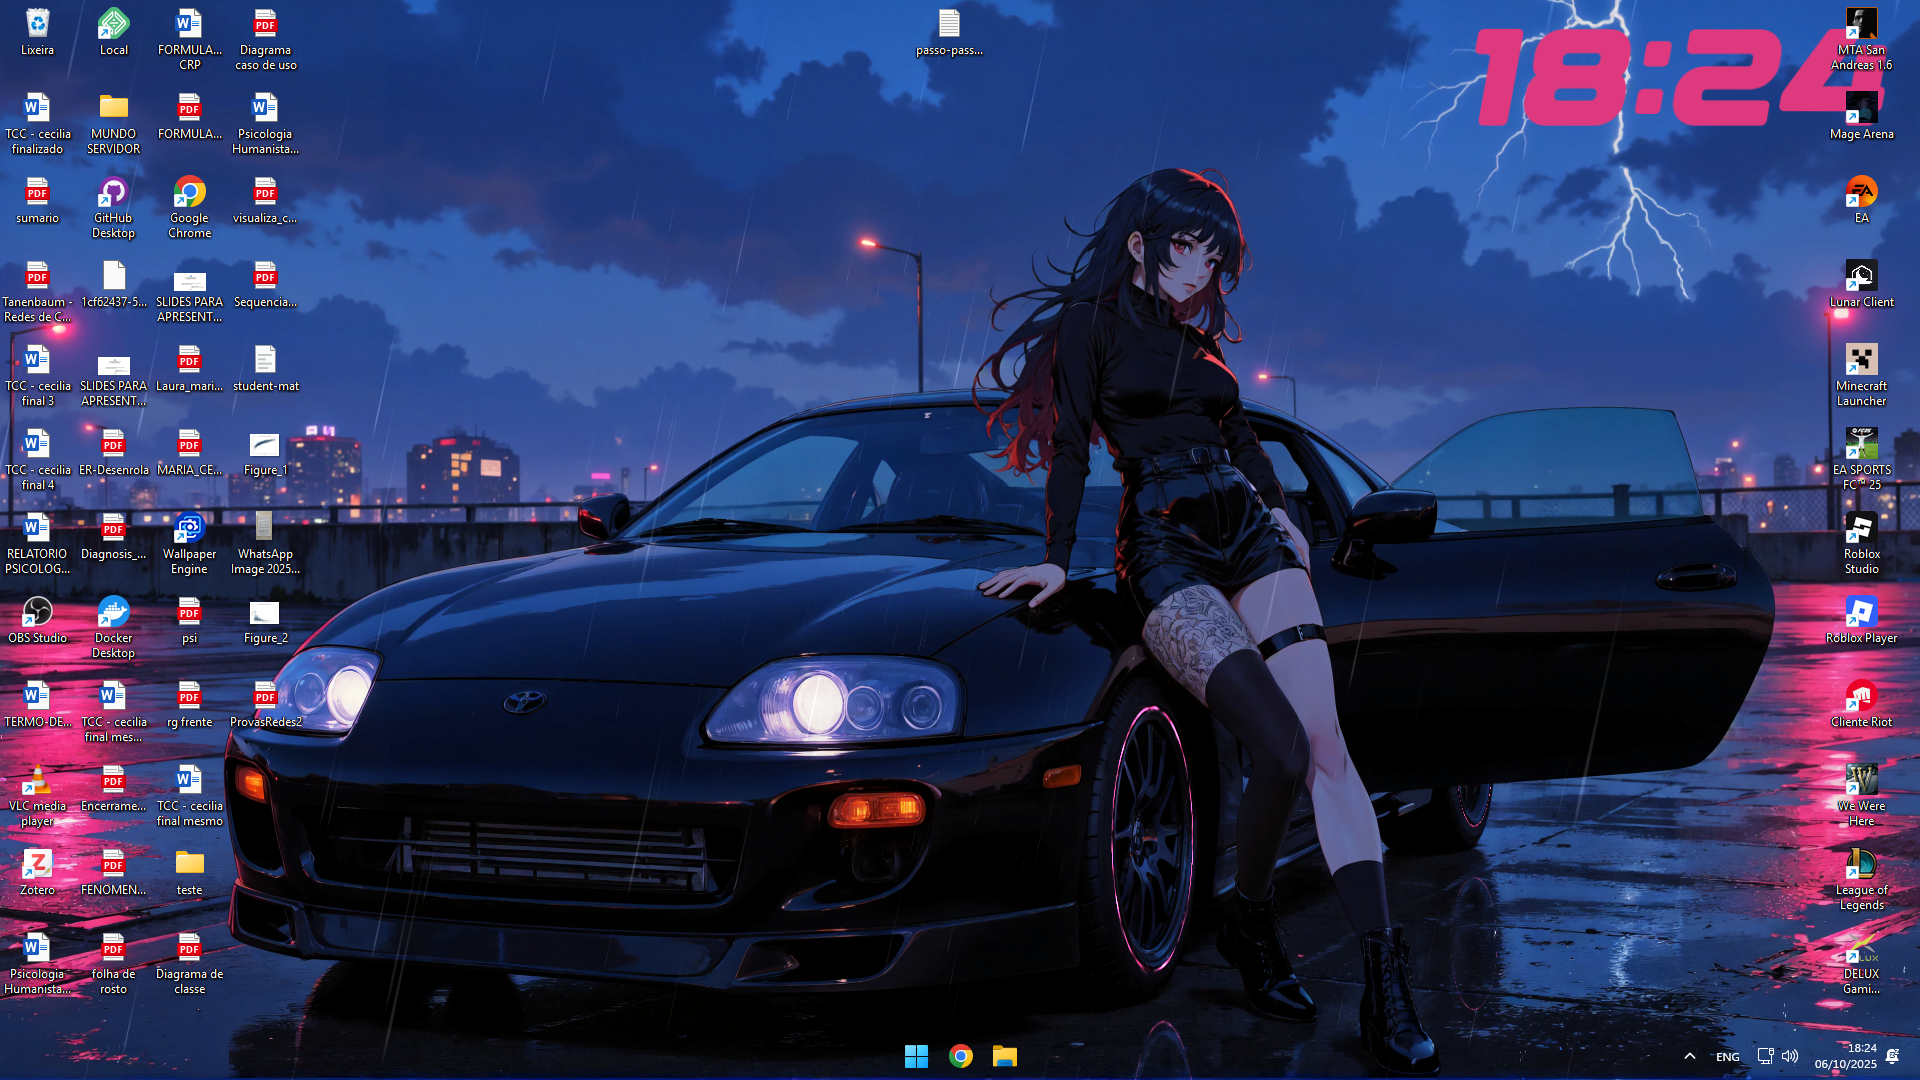 Lixeira
Local
FORMULA...
CRP
Diagrama
caso de uso
passo-pass...
18:24
MTA San
Andreas 1.6
TCC - cecilia
finalizado
MUNDO
SERVIDOR
FORMULA...
Psicologia
Humanista...
Mage Arena
sumario
GitHub
Desktop
Google
Chrome
visualiza_c...
EA
Tanenbaum -
Redes de C...
1cf62437-5...
SLIDES PARA
APRESENT...
Sequencia...
Lunar Client
TCC - cecilia
final 3
SLIDES PARA
APRESENT...
Laura_mari...
student-mat
Minecraft
Launcher
TCC - cecilia
final 4
ER-Desenrola
MARIA_CE...
Figure_1
EA SPORTS
FC™ 25
RELATORIO
PSICOLOG...
Diagnosis_...
Wallpaper
Engine
WhatsApp
Image 2025...
Roblox
Studio
OBS Studio
Docker
Desktop
psi
Figure_2
Roblox Player
TERMO-DE...
TCC - cecilia
final mes...
rg frente
ProvasRedes2
Cliente Riot
VLC media
player
Encerrame...
TCC - cecilia
final mesmo
We Were
Here
Zotero
FENOMEN...
teste
League of
Legends
Psicologia
Humanista...
folha de
rosto
Diagrama de
classe
DELUX
Gami...
ENG
18:24
06/10/2025